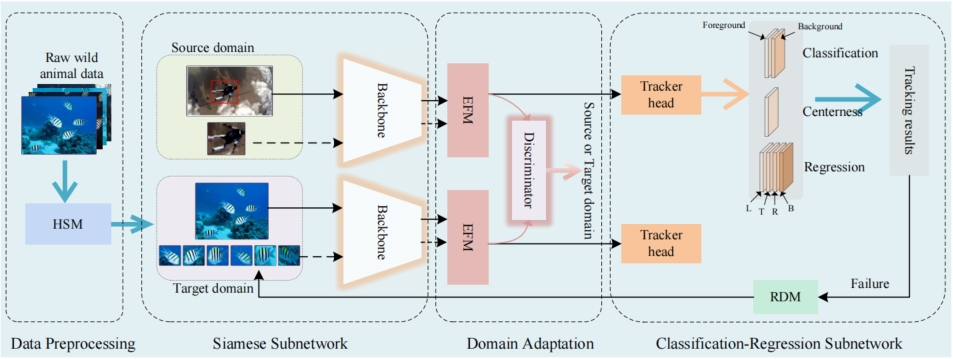 Raw wild
animal data
HSM
Data Preprocessing
Source domain
Backbone
Backbone
Target domain
Siamese Subnetwork
EFM
EFM
Discriminator
Source or Target domain
Domain Adaptation
Tracker
head
Tracker
head
Foreground
Background
Classification
Centerness
Regression
L T R B
Tracking results
RDM
Failure
Classification-Regression Subnetwork